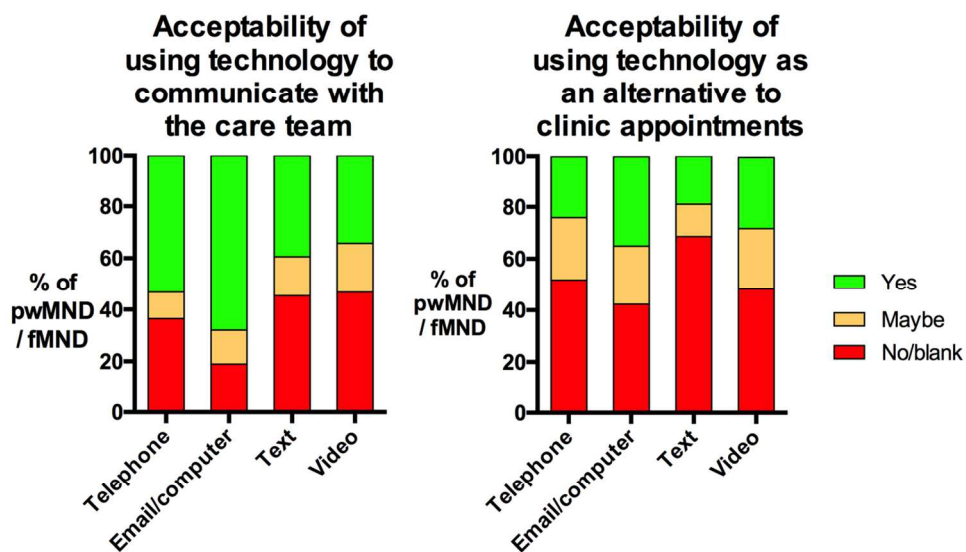 Acceptability of
using technology to
communicate with
the care team
100
80
60
40
20
0
% of
pwMND
/ fMND
Telephone
Email/computer
Text
Video
Acceptability of
using technology as
an alternative to
clinic appointments
100
80
60
40
20
0
% of
pwMND
/ fMND
Telephone
Email/computer
Text
Video
Yes
Maybe
No/blank